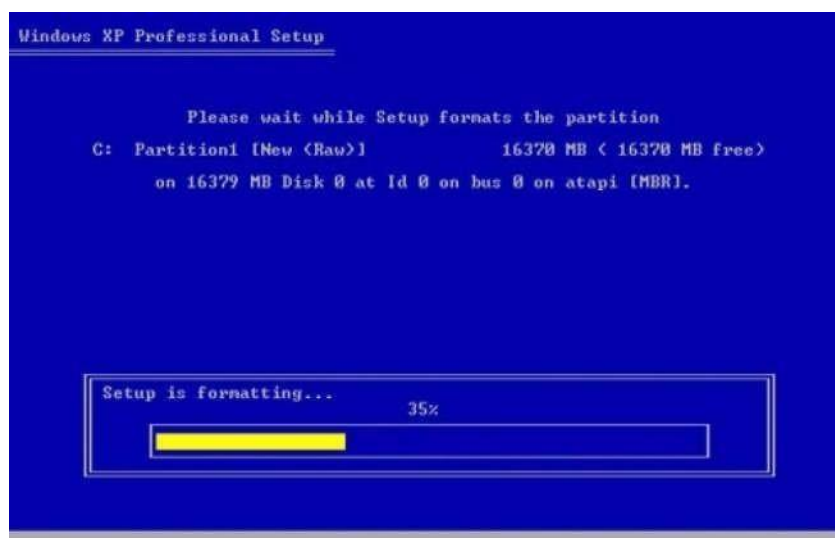 Windows XP Professional Setup
Please wait while Setup formats the partition
C: Partition1 [New <Raw>] 16370 MB < 16370 MB free>
on 16379 MB Disk 0 at Id 0 on bus 0 on atapi [MBR].
Setup is formatting...
35%